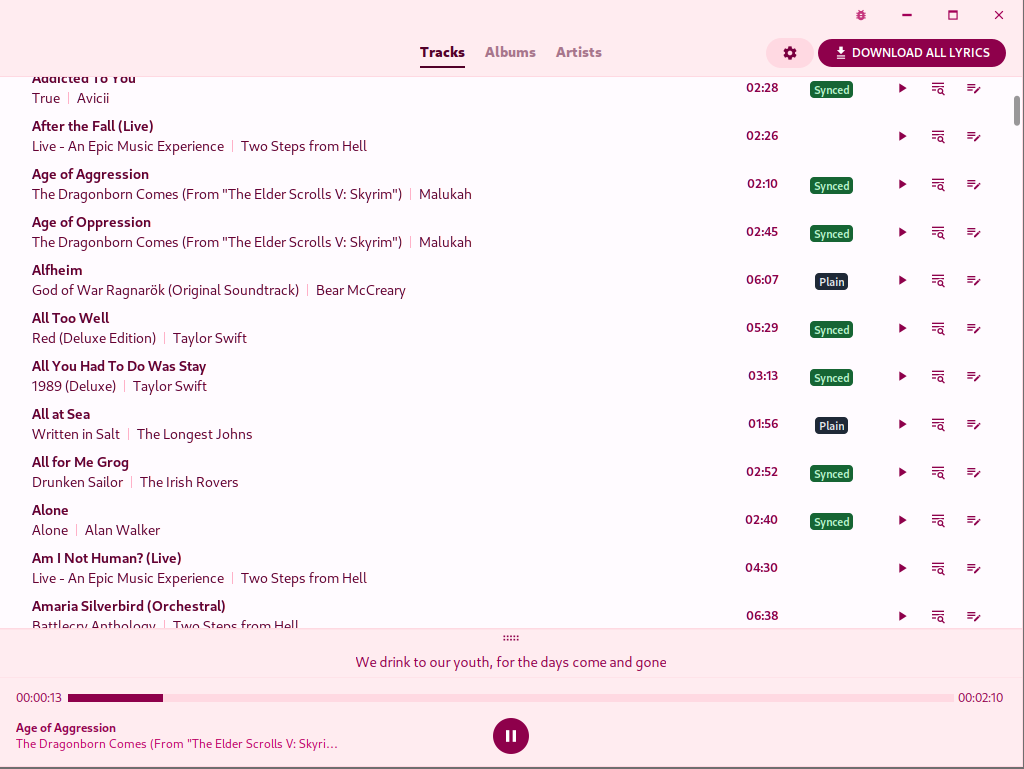 Tracks Albums Artists DOWNLOAD ALL LYRICS
Addicted To You
True | Avicii 02:28 Synced
After the Fall (Live)
Live - An Epic Music Experience | Two Steps from Hell 02:26
Age of Aggression
The Dragonborn Comes (From "The Elder Scrolls V: Skyrim") | Malukah 02:10 Synced
Age of Oppression
The Dragonborn Comes (From "The Elder Scrolls V: Skyrim") | Malukah 02:45 Synced
Alfheim
God of War Ragnarök (Original Soundtrack) | Bear McCreary 06:07 Plain
All Too Well
Red (Deluxe Edition) | Taylor Swift 05:29 Synced
All You Had To Do Was Stay
1989 (Deluxe) | Taylor Swift 03:13 Synced
All at Sea
Written in Salt | The Longest Johns 01:56 Plain
All for Me Grog
Drunken Sailor | The Irish Rovers 02:52 Synced
Alone
Alone | Alan Walker 02:40 Synced
Am I Not Human? (Live)
Live - An Epic Music Experience | Two Steps from Hell 04:30
Amaria Silverbird (Orchestral)
Battlecry Anthology | Two Steps from Hell 06:38
We drink to our youth, for the days come and gone
00:00:13 00:02:10
Age of Aggression
The Dragonborn Comes (From "The Elder Scrolls V: Skyri...